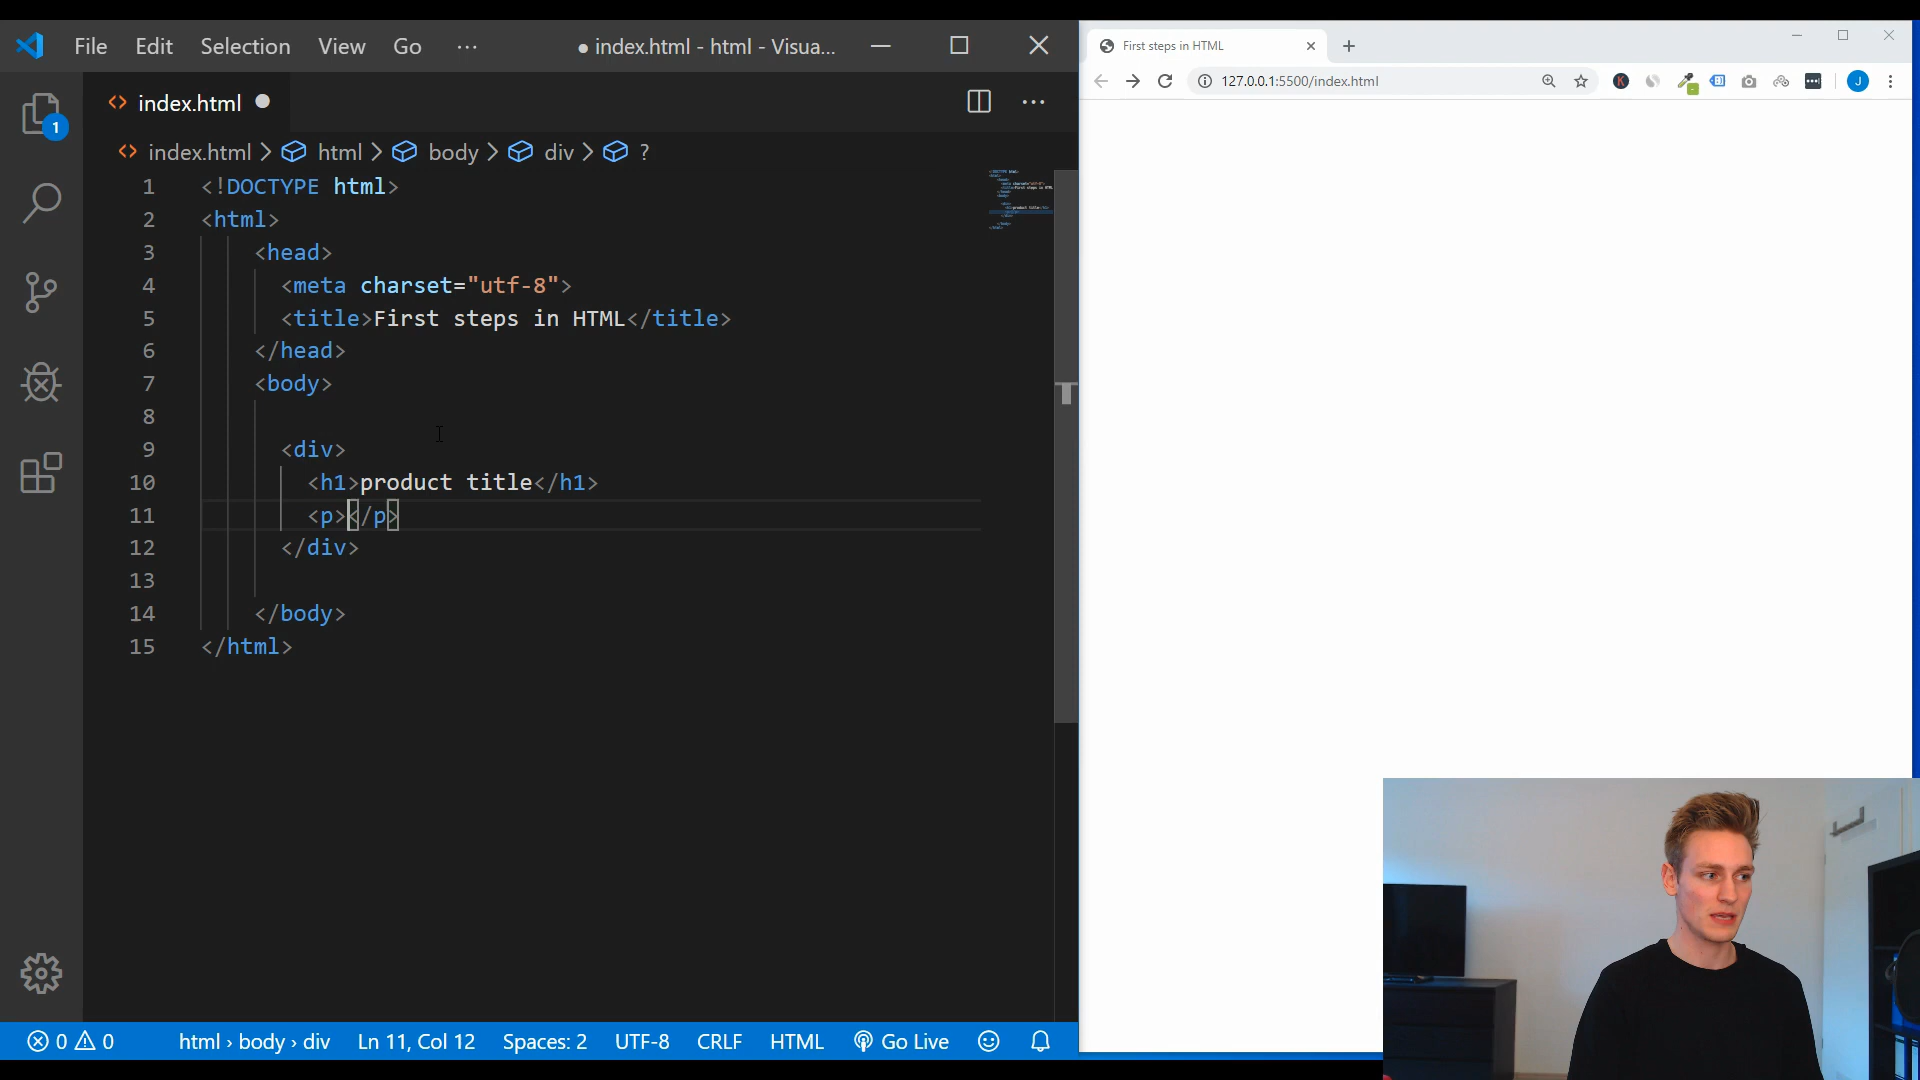 File Edit Selection View Go ··· ● index.html - html - Visua...
index.html
index.html > html > body > div > ?
1 <!DOCTYPE html>
2 <html>
3 <head>
4 <meta charset="utf-8">
5 <title>First steps in HTML</title>
6 </head>
7 <body>
8
9 <div>
10 <h1>product title</h1>
11 <p></p>
12 </div>
13
14 </body>
15 </html>
1
0 0 html › body › div Ln 11, Col 12 Spaces: 2 UTF-8 CRLF HTML Go Live
First steps in HTML
127.0.0.1:5500/index.html
K
J